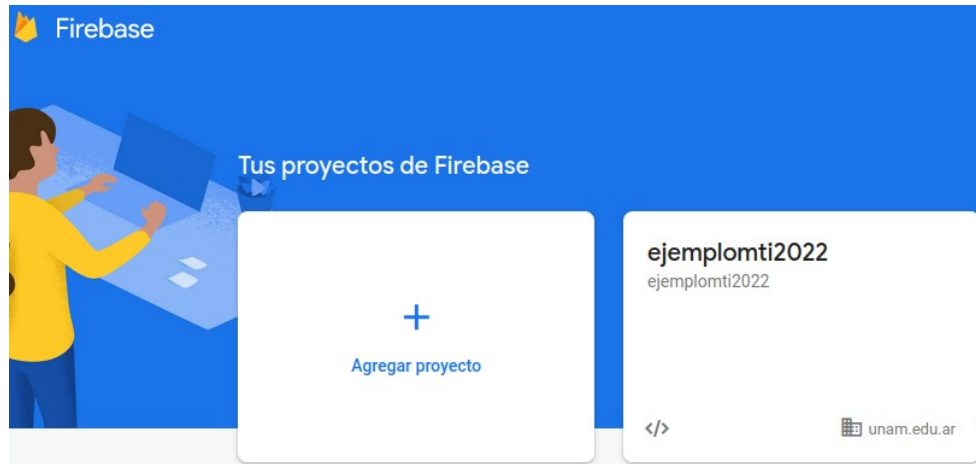 Firebase
Tus proyectos de Firebase
Agregar proyecto
ejemplomti2022
ejemplomti2022
</>
unam.edu.ar